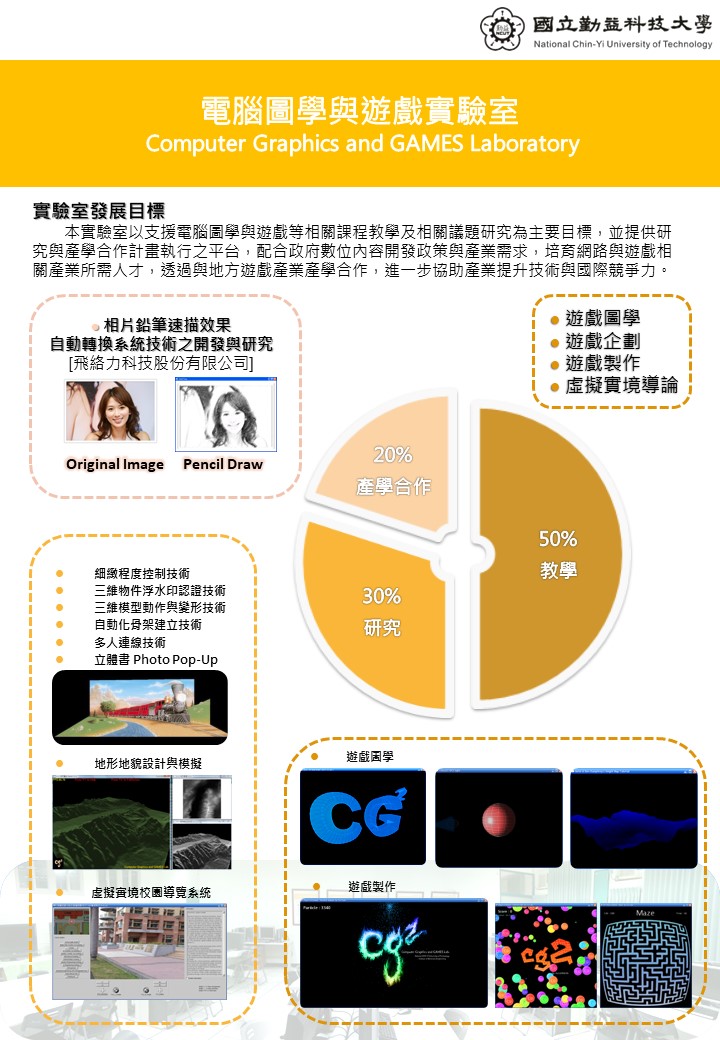 國立勤益科技大學
National Chin-Yi University of Technology
電腦圖學與遊戲實驗室
Computer Graphics and GAMES Laboratory
實驗室發展目標
本實驗室以支援電腦圖學與遊戲等相關課程教學及相關議題研究為主要目標，並提供研
究與產學合作計畫執行之平台，配合政府數位內容開發政策與產業需求，培育網路與遊戲相
關產業所需人才，透過與地方遊戲產業產學合作，進一步協助產業提升技術與國際競爭力。
相片鉛筆速描效果
自動轉換系統技術之開發與研究
[飛絡力科技股份有限公司]
Original Image
Pencil Draw
遊戲圖學
遊戲企劃
遊戲製作
虛擬實境導論
20%
產學合作
50%
教學
30%
研究
細緻程度控制技術
三維物件浮水印認證技術
三維模型動作與變形技術
自動化骨架建立技術
多人連線技術
立體書 Photo Pop-Up
地形地貌設計與模擬
虛擬實境校園導覽系統
遊戲圖學
CG2
遊戲製作
cg2
cg2
Maze